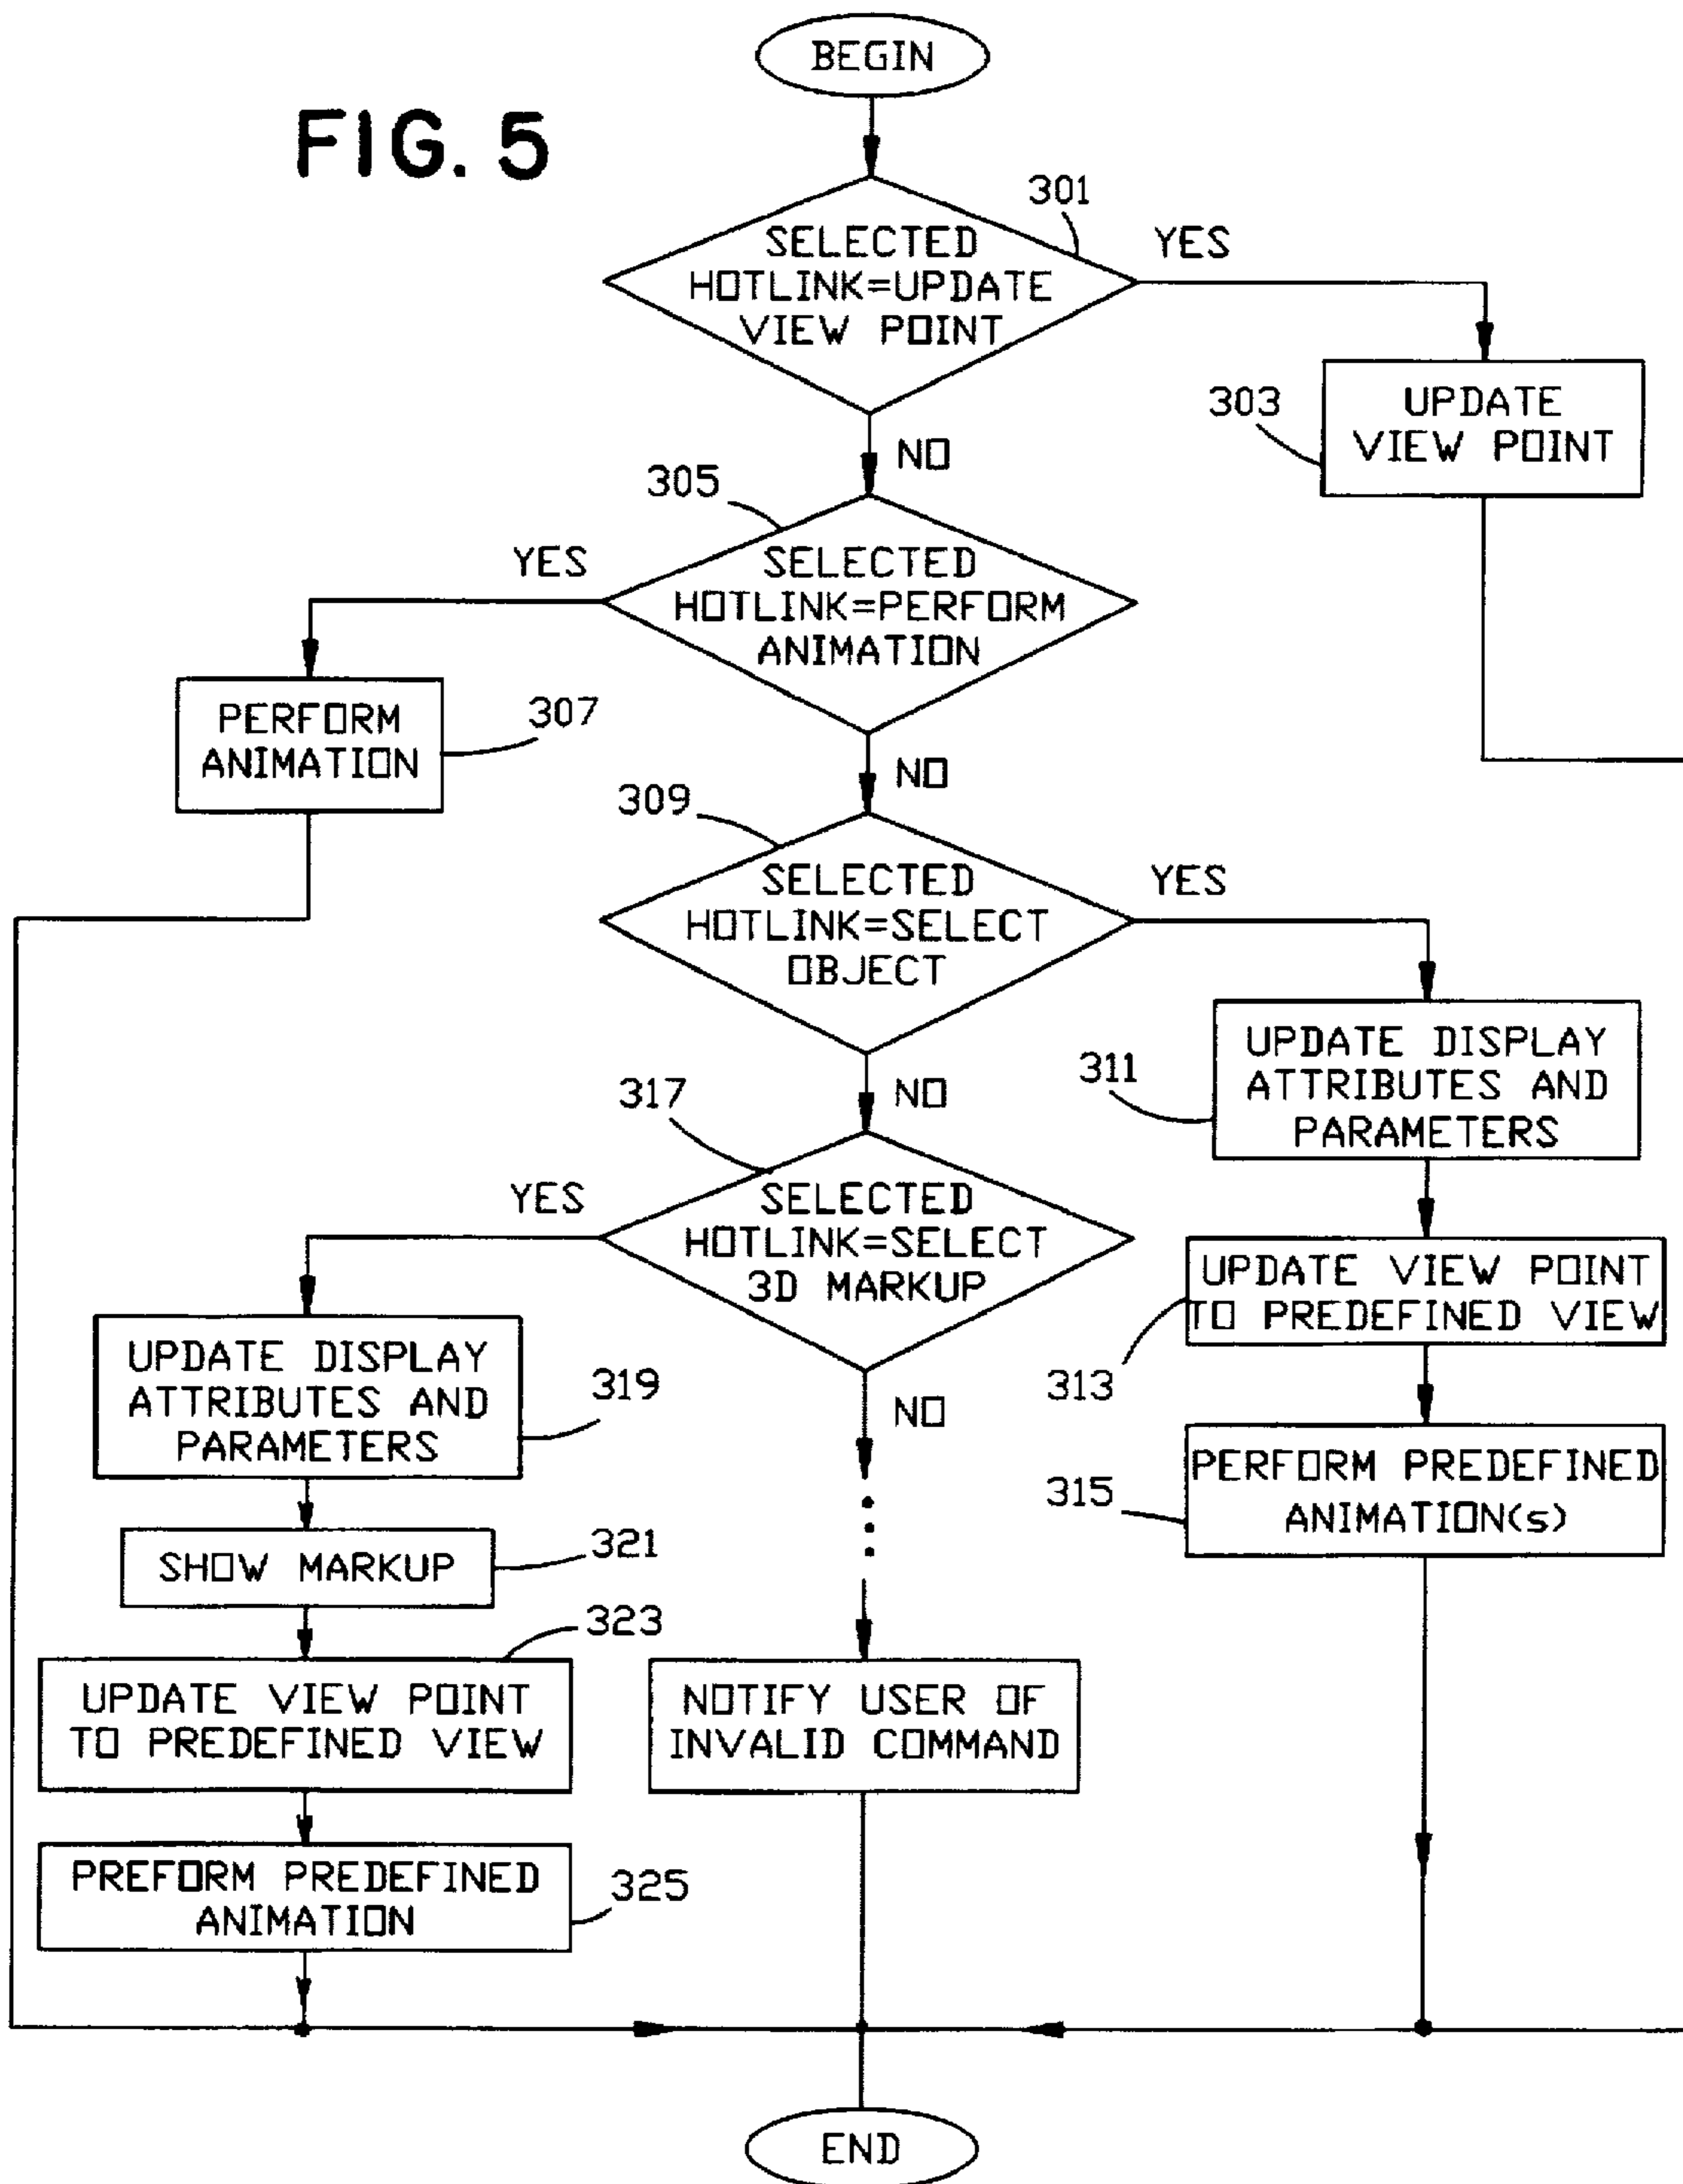 BEGIN
FIG. 5
301
SELECTED
HOTLINK=UPDATE
VIEW POINT
YES
NO
303
UPDATE
VIEW POINT
305
YES
SELECTED
HOTLINK=PERFORM
ANIMATION
NO
PERFORM
ANIMATION
307
309
SELECTED
HOTLINK=SELECT
OBJECT
YES
NO
311
UPDATE DISPLAY
ATTRIBUTES AND
PARAMETERS
UPDATE VIEW POINT
TO PREDEFINED VIEW
313
PERFORM PREDEFINED
ANIMATION(s)
315
317
YES
SELECTED
HOTLINK=SELECT
3D MARKUP
NO
UPDATE DISPLAY
ATTRIBUTES AND
PARAMETERS
319
SHOW MARKUP
321
323
UPDATE VIEW POINT
TO PREDEFINED VIEW
PREFORM PREDEFINED
ANIMATION
325
NOTIFY USER OF
INVALID COMMAND
END